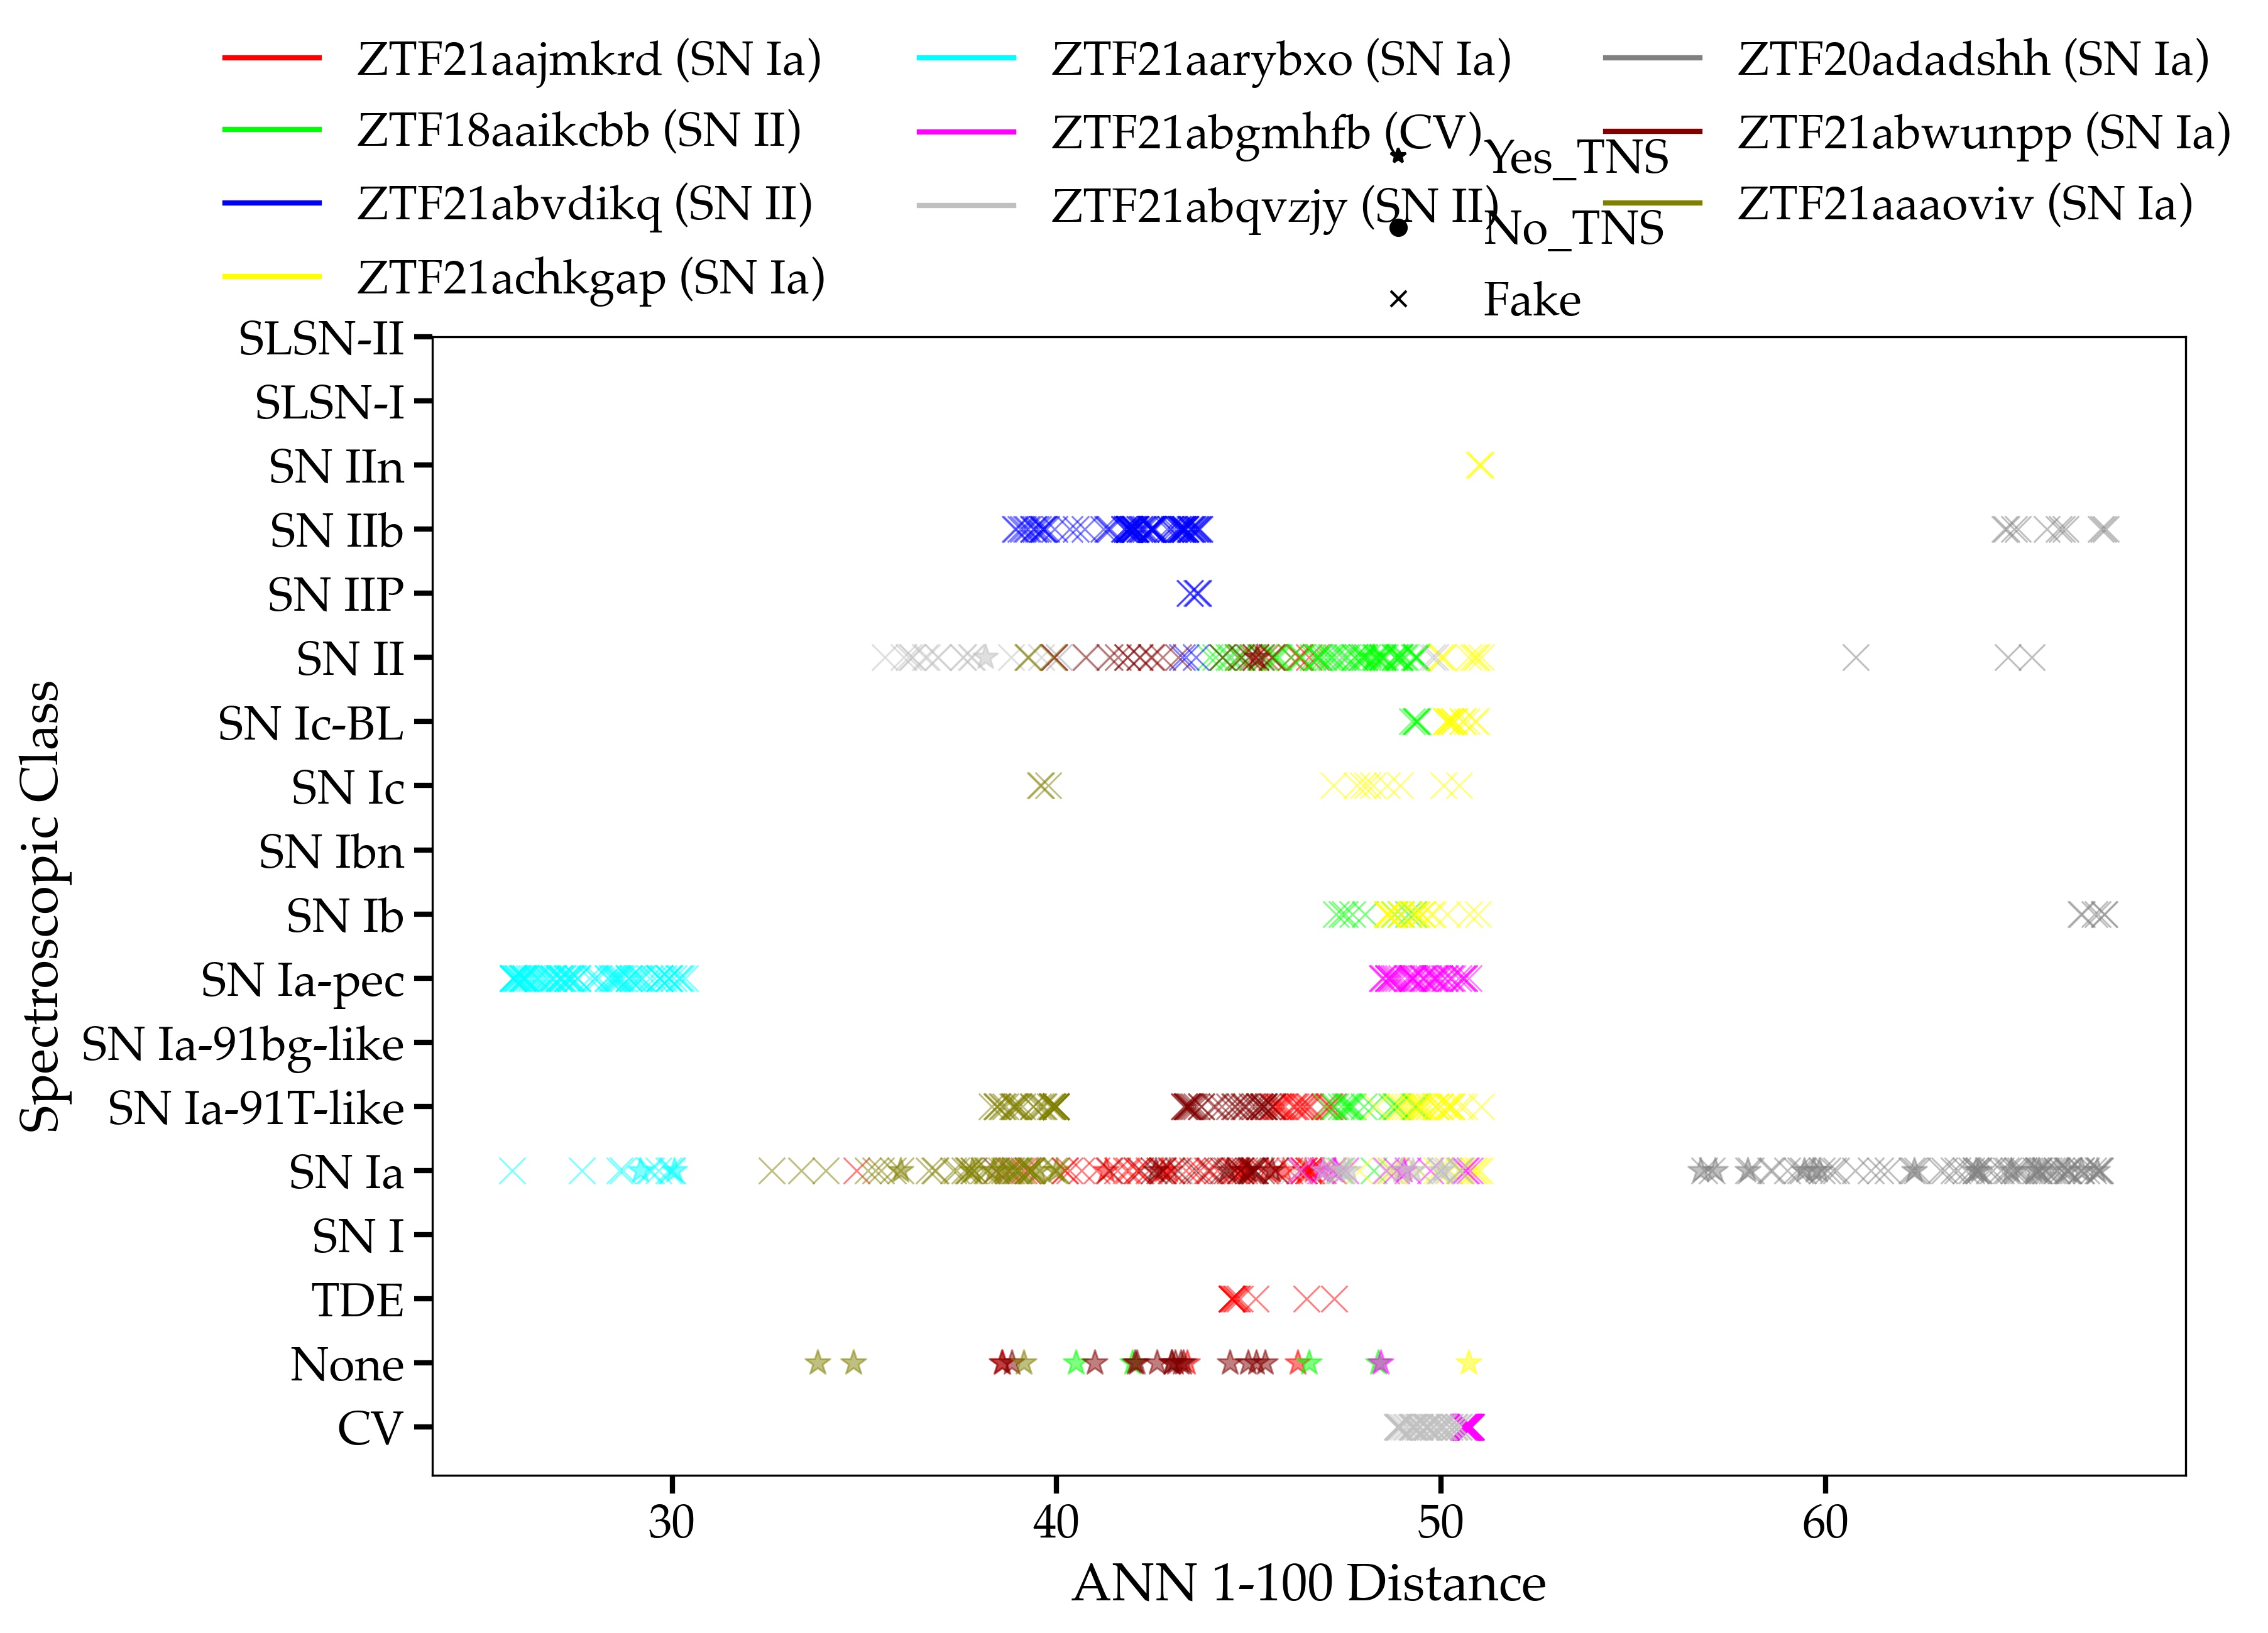 ZTF21aajmkrd (SN Ia)
ZTF18aaikcbb (SN II)
ZTF21abvdikq (SN II)
ZTF21achkgap (SN Ia)
ZTF21aarybxo (SN Ia)
ZTF21abgmhfb (CV)
ZTF21abqvzjy (SN II)
ZTF20adadshh (SN Ia)
ZTF21abwunpp (SN Ia)
ZTF21aaaoviv (SN Ia)
Yes_TNS
No_TNS
Fake
Spectroscopic Class
SLSN-II
SLSN-I
SN IIn
SN IIb
SN IIP
SN II
SN Ic-BL
SN Ic
SN Ibn
SN Ib
SN Ia-pec
SN Ia-91bg-like
SN Ia-91T-like
SN Ia
SN I
TDE
None
CV
30 40 50 60
ANN 1-100 Distance